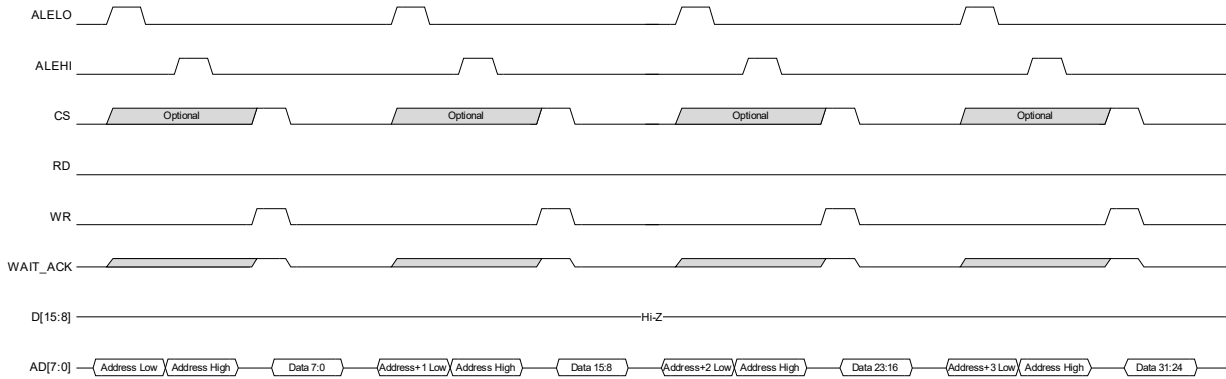 ALELO
ALEHI
CS Optional Optional Optional Optional
RD
WR
WAIT_ACK
D[15:8] Hi-Z
AD[7:0] Address Low Address High Data 7:0 Address+1 Low Address High Data 15:8 Address+2 Low Address High Data 23:16 Address+3 Low Address High Data 31:24